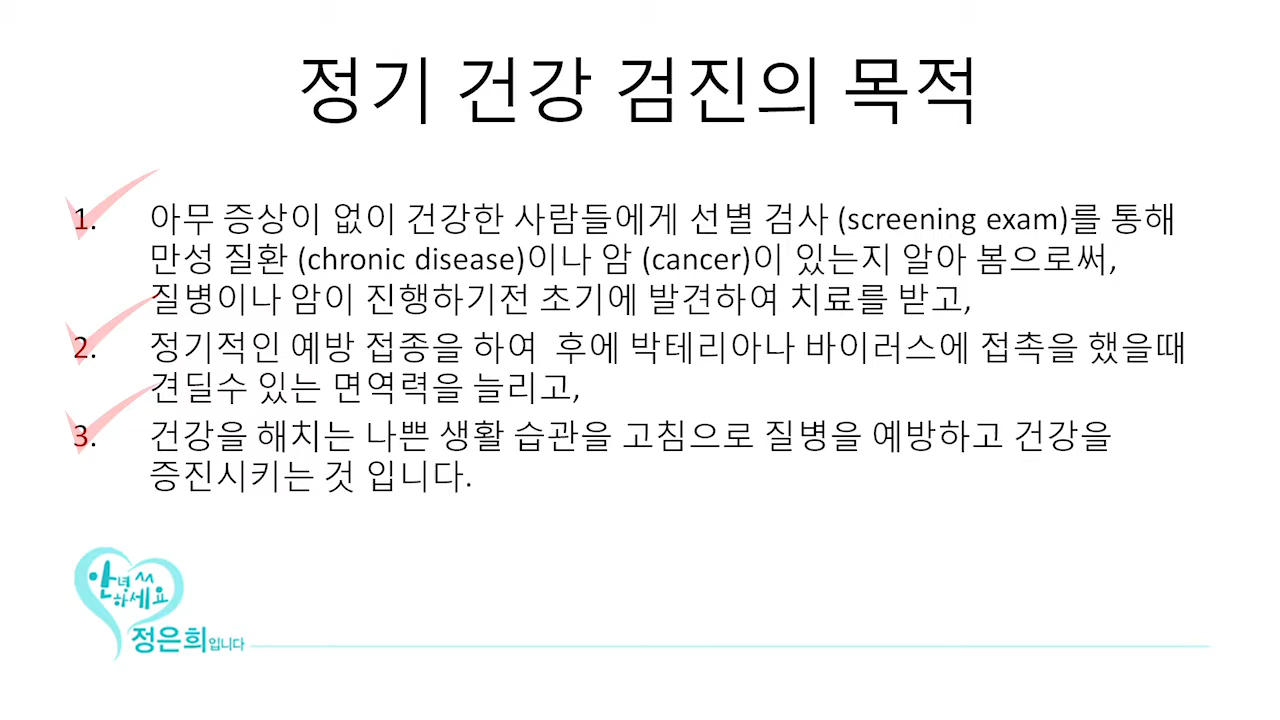 정기 건강 검진의 목적
1. 아무 증상이 없이 건강한 사람들에게 선별 검사 (screening exam)를 통해
만성 질환 (chronic disease)이나 암 (cancer)이 있는지 알아 봄으로써,
질병이나 암이 진행하기전 초기에 발견하여 치료를 받고,
2. 정기적인 예방 접종을 하여 후에 박테리아나 바이러스에 접촉을 했을때
견딜수 있는 면역력을 늘리고,
3. 건강을 해치는 나쁜 생활 습관을 고침으로 질병을 예방하고 건강을
증진시키는 것 입니다.
안녕^^
하세요
정은희입니다